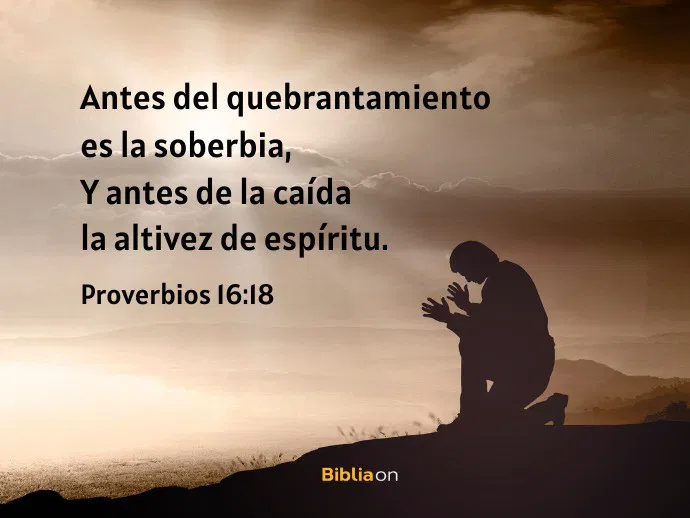 Antes del quebrantamiento
es la soberbia,
Y antes de la caída
la altivez de espíritu.
Proverbios 16:18
Bibliaon